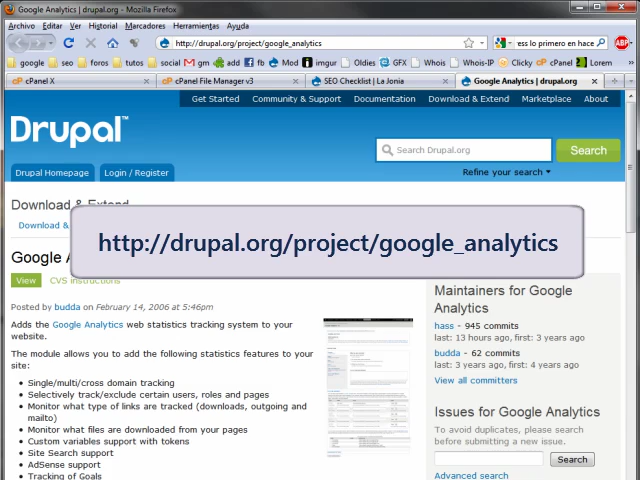 Google Analytics | drupal.org - Mozilla Firefox
Archivo Editar Ver Historial Marcadores Herramientas Ayuda
http://drupal.org/project/google_analytics
ess lo primero en hace
ABP
google seo foros tutos social gm add fb Mod imgur Oldies GFX Whois Whois-IP Clicky cPanel Lorem
cPanel X
cPanel File Manager v3
SEO Checklist | La Jonia
Google Analytics | drupal.org
Get Started Community & Support Documentation Download & Extend Marketplace About
Drupal™
Search Drupal.org
Search
Drupal Homepage
Login / Register
Refine your search
Download & Extend
Download &
http://drupal.org/project/google_analytics
Google A
View
CVS instructions
Posted by budda on February 14, 2006 at 5:46pm
Adds the Google Analytics web statistics tracking system to your
website.
The module allows you to add the following statistics features to your
site:
Single/multi/cross domain tracking
Selectively track/exclude certain users, roles and pages
Monitor what type of links are tracked (downloads, outgoing and
mailto)
Monitor what files are downloaded from your pages
Custom variables support with tokens
Site Search support
AdSense support
Tracking of Goals
Maintainers for Google
Analytics
hass - 945 commits
last: 13 hours ago, first: 3 years ago
budda - 62 commits
last: 3 years ago, first: 4 years ago
View all committers
Issues for Google Analytics
To avoid duplicates, please search
before submitting a new issue.
Search
Advanced search